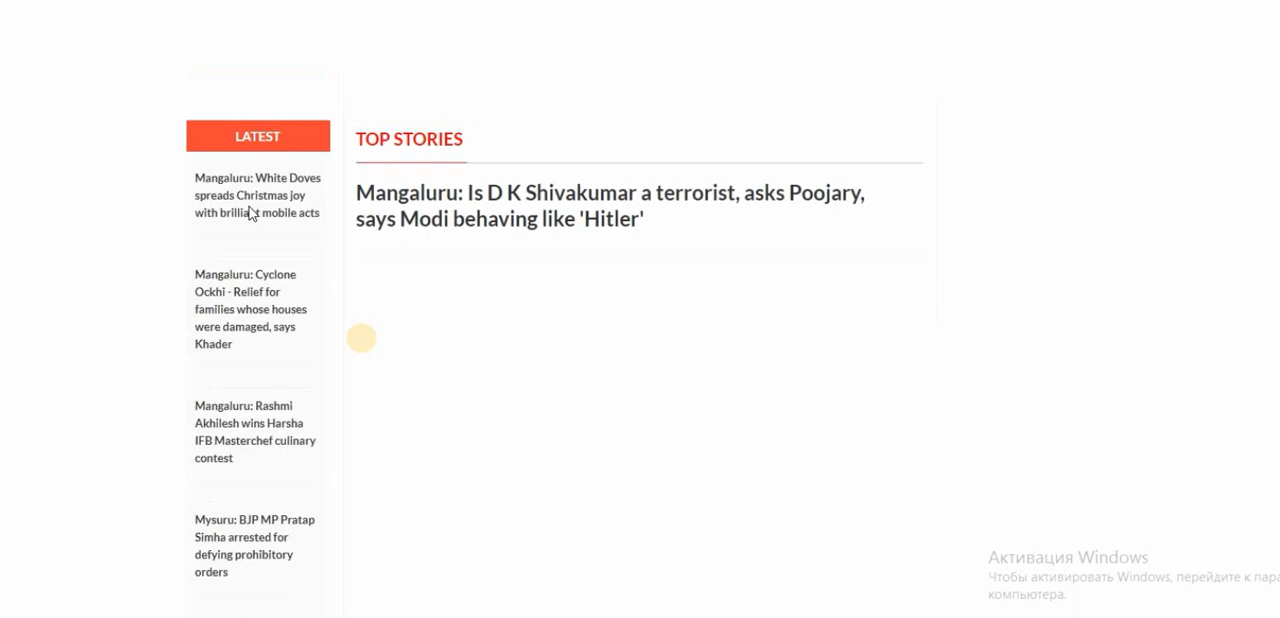 LATEST
Mangaluru: White Doves
spreads Christmas joy
with brilliant mobile acts
Mangaluru: Cyclone
Ockhi - Relief for
families whose houses
were damaged, says
Khader
Mangaluru: Rashmi
Akhilesh wins Harsha
IFB Masterchef culinary
contest
Mysuru: BJP MP Pratap
Simha arrested for
defying prohibitory
orders
TOP STORIES
Mangaluru: Is D K Shivakumar a terrorist, asks Poojary,
says Modi behaving like 'Hitler'
Активация Windows
Чтобы активировать Windows, перейдите к пара
компьютера.